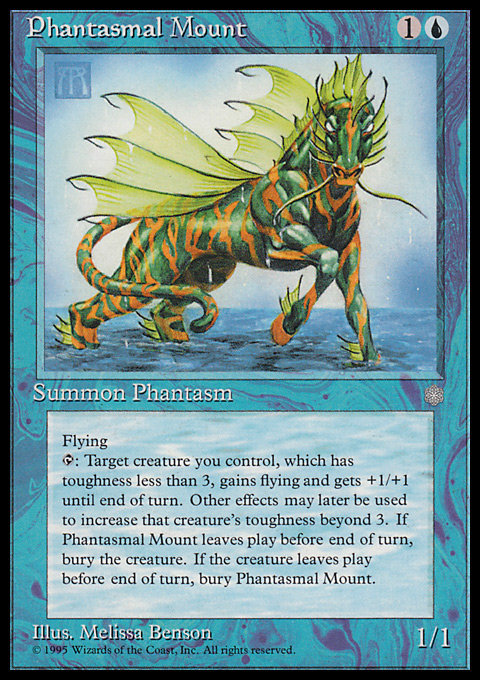 Phantasmal Mount 1
Summon Phantasm
Flying
: Target creature you control, which has
toughness less than 3, gains flying and gets +1/+1
until end of turn. Other effects may later be used
to increase that creature's toughness beyond 3. If
Phantasmal Mount leaves play before end of turn,
bury the creature. If the creature leaves play
before end of turn, bury Phantasmal Mount.
Illus. Melissa Benson
1/1
© 1995 Wizards of the Coast, Inc. All rights reserved.